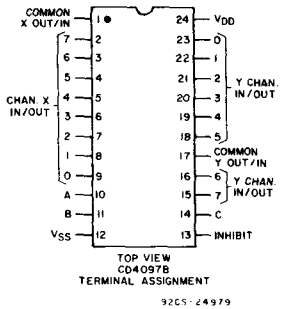 COMMON
X OUT/IN
1
24
VDD
7
2
23
0
6
3
22
1
5
4
21
2
CHAN. X
IN/OUT
4
5
20
3
Y CHAN.
IN/OUT
3
6
19
4
2
7
18
5
1
8
17
COMMON
Y OUT/IN
0
9
16
6
Y CHAN.
IN/OUT
A
10
15
7
B
11
14
C
VSS
12
13
INHIBIT
TOP VIEW
CD4097B
TERMINAL ASSIGNMENT
92CS-24979